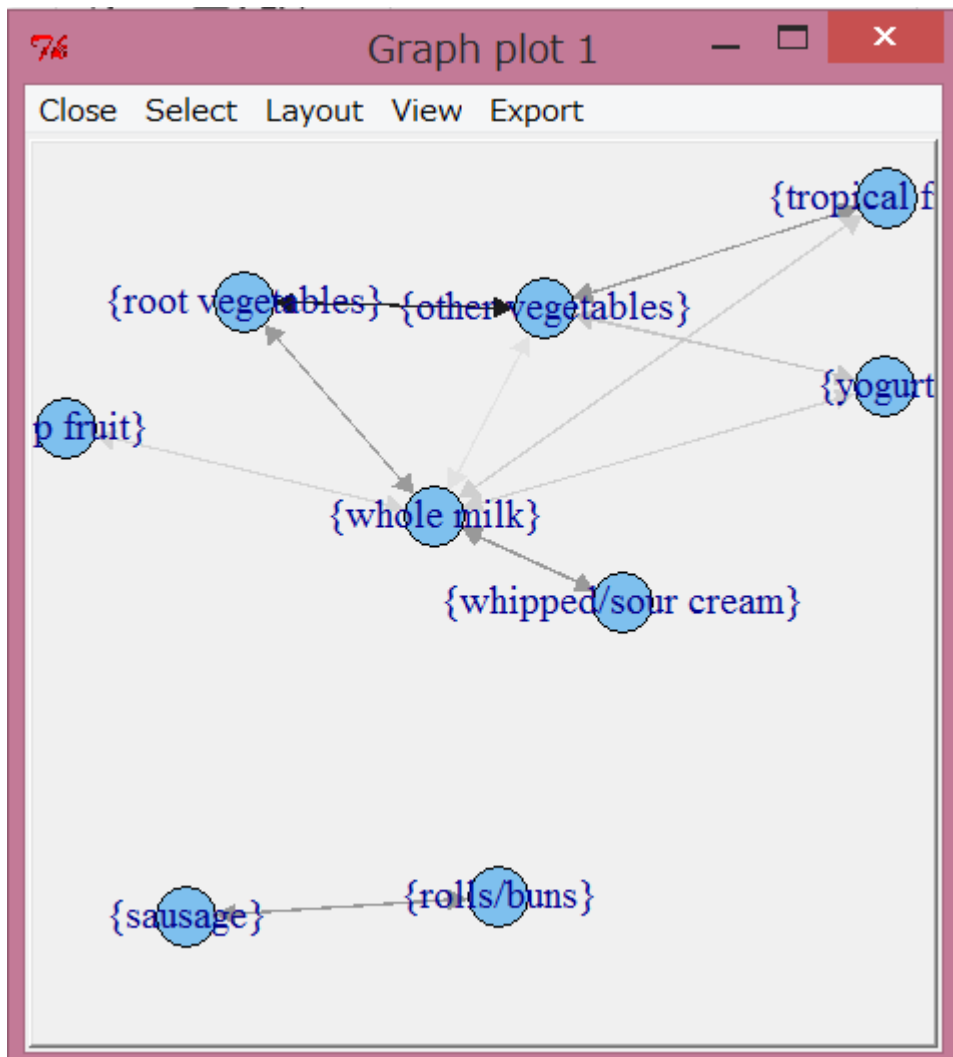 Graph plot 1
Close Select Layout View Export
{tropical f
{root vegetables} {other vegetables}
{yogurt
p fruit}
{whole milk}
{whipped/sour cream}
{rolls/buns}
{sausage}